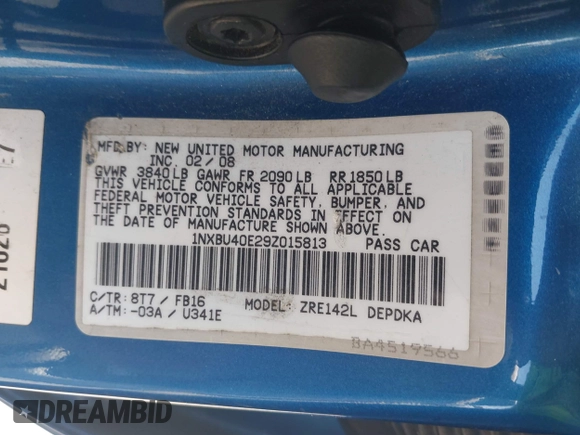 MFD.BY: NEW UNITED MOTOR MANUFACTURING
INC. 02/08
GVWR 3840LB GAWR FR 2090LB RR1850LB
THIS VEHICLE CONFORMS TO ALL APPLICABLE
FEDERAL MOTOR VEHICLE SAFETY, BUMPER, AND
THEFT PREVENTION STANDARDS IN EFFECT ON
THE DATE OF MANUFACTURE SHOWN ABOVE.
1NXBU40E29Z015813 PASS CAR
C/TR: 8T7 / FB16 MODEL: ZRE142L DEPDKA
A/TM: -03A / U341E
BA4519566
DREAMBID